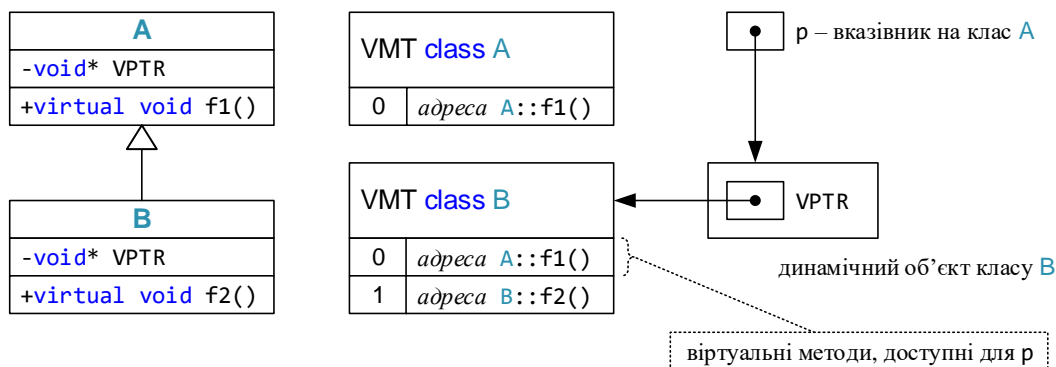 A
-void* VPTR
+virtual void f1()
B
-void* VPTR
+virtual void f2()
VMT class A
0 адреса A::f1()
VMT class B
0 адреса A::f1()
1 адреса B::f2()
p – вказівник на клас A
VPTR
динамічний об’єкт класу B
віртуальні методи, доступні для p